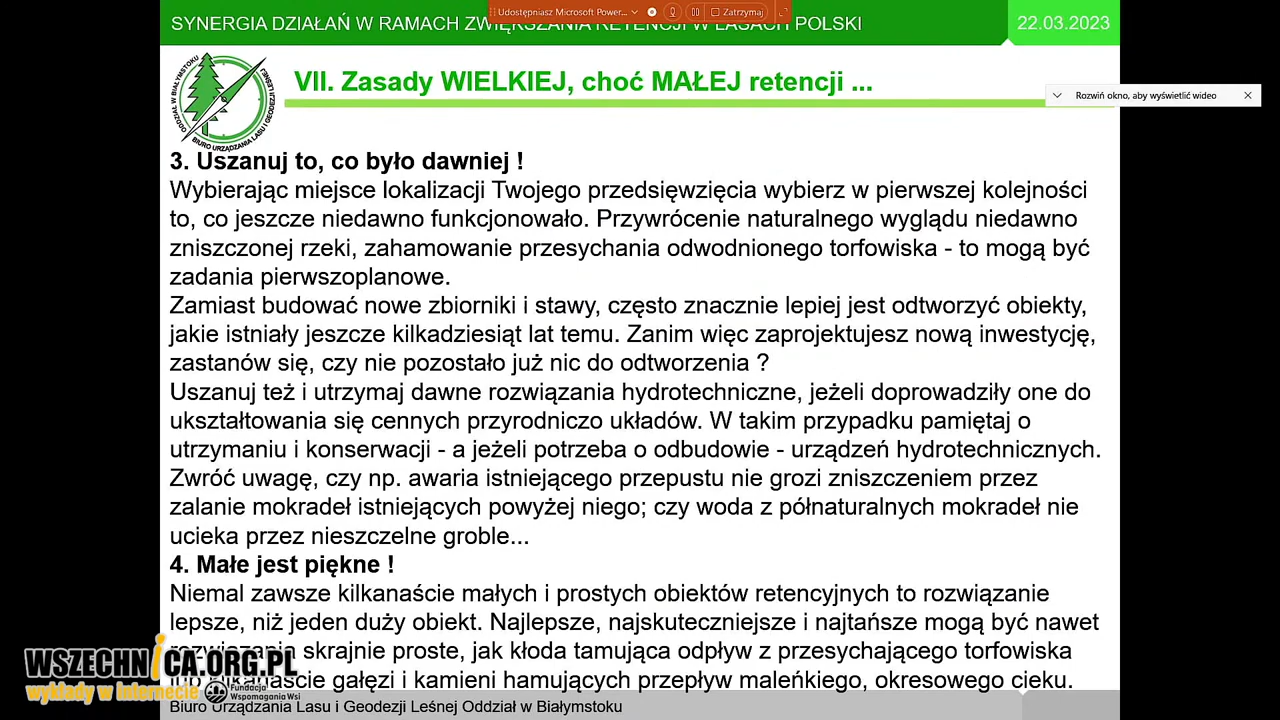 Udostępniasz Microsoft Power...
Zatrzymaj
SYNERGIA DZIAŁAŃ W RAMACH ZWIĘKSZANIA RETENCJI W LASACH POLSKI
22.03.2023
ODDZIAŁ W BIAŁYMSTOKU
BIURO URZĄDZANIA LASU I GEODEZJI LEŚNEJ
VII. Zasady WIELKIEJ, choć MAŁEJ retencji ...
Rozwiń okno, aby wyświetlić wideo
3. Uszanuj to, co było dawniej !
Wybierając miejsce lokalizacji Twojego przedsięwzięcia wybierz w pierwszej kolejności
to, co jeszcze niedawno funkcjonowało. Przywrócenie naturalnego wyglądu niedawno
zniszczonej rzeki, zahamowanie przesychania odwodnionego torfowiska - to mogą być
zadania pierwszoplanowe.
Zamiast budować nowe zbiorniki i stawy, często znacznie lepiej jest odtworzyć obiekty,
jakie istniały jeszcze kilkadziesiąt lat temu. Zanim więc zaprojektujesz nową inwestycję,
zastanów się, czy nie pozostało już nic do odtworzenia ?
Uszanuj też i utrzymaj dawne rozwiązania hydrotechniczne, jeżeli doprowadziły one do
ukształtowania się cennych przyrodniczo układów. W takim przypadku pamiętaj o
utrzymaniu i konserwacji - a jeżeli potrzeba o odbudowie - urządzeń hydrotechnicznych.
Zwróć uwagę, czy np. awaria istniejącego przepustu nie grozi zniszczeniem przez
zalanie mokradeł istniejących powyżej niego; czy woda z półnaturalnych mokradeł nie
ucieka przez nieszczelne groble...
4. Małe jest piękne !
Niemal zawsze kilkanaście małych i prostych obiektów retencyjnych to rozwiązanie
lepsze, niż jeden duży obiekt. Najlepsze, najskuteczniejsze i najtańsze mogą być nawet
rozwiązania skrajnie proste, jak kłoda tamująca odpływ z przesychającego torfowiska
lub kilkanaście gałęzi i kamieni hamujących przepływ maleńkiego, okresowego cieku.
WSZECHNICA.ORG.PL
wykłady w internecie
Fundacja
Wspomagania Wsi
Biuro Urządzania Lasu i Geodezji Leśnej Oddział w Białymstoku